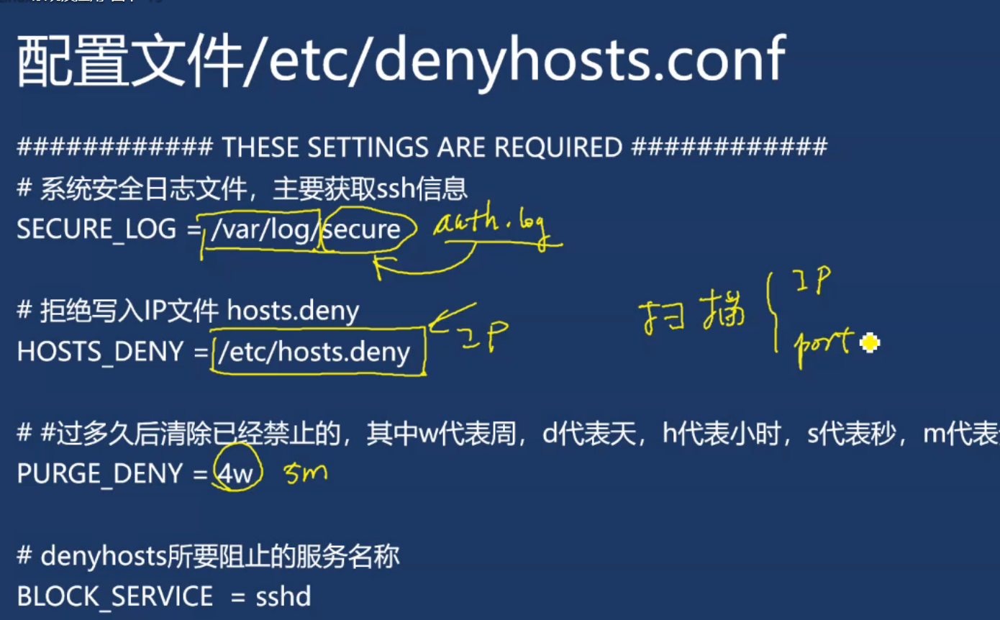 配置文件/etc/denyhosts.conf
############ THESE SETTINGS ARE REQUIRED ############
# 系统安全日志文件，主要获取ssh信息
SECURE_LOG = /var/log/secure auth.log
# 拒绝写入IP文件 hosts.deny
HOSTS_DENY = /etc/hosts.deny IP
扫描 IP
port
# #过多久后清除已经禁止的，其中w代表周，d代表天，h代表小时，s代表秒，m代表
PURGE_DENY = 4w 5m
# denyhosts所要阻止的服务名称
BLOCK_SERVICE = sshd